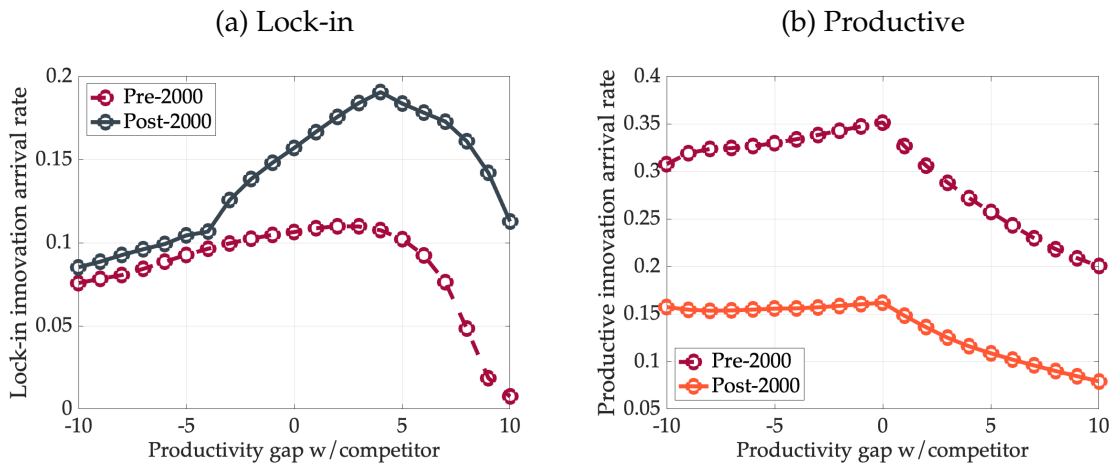 (a) Lock-in
Lock-in innovation arrival rate
0.2
0.15
0.1
0.05
0
Pre-2000
Post-2000
-10
-5
0
5
10
Productivity gap w/competitor
(b) Productive
Productive innovation arrival rate
0.4
0.35
0.3
0.25
0.2
0.15
0.1
0.05
Pre-2000
Post-2000
-10
-5
0
5
10
Productivity gap w/competitor